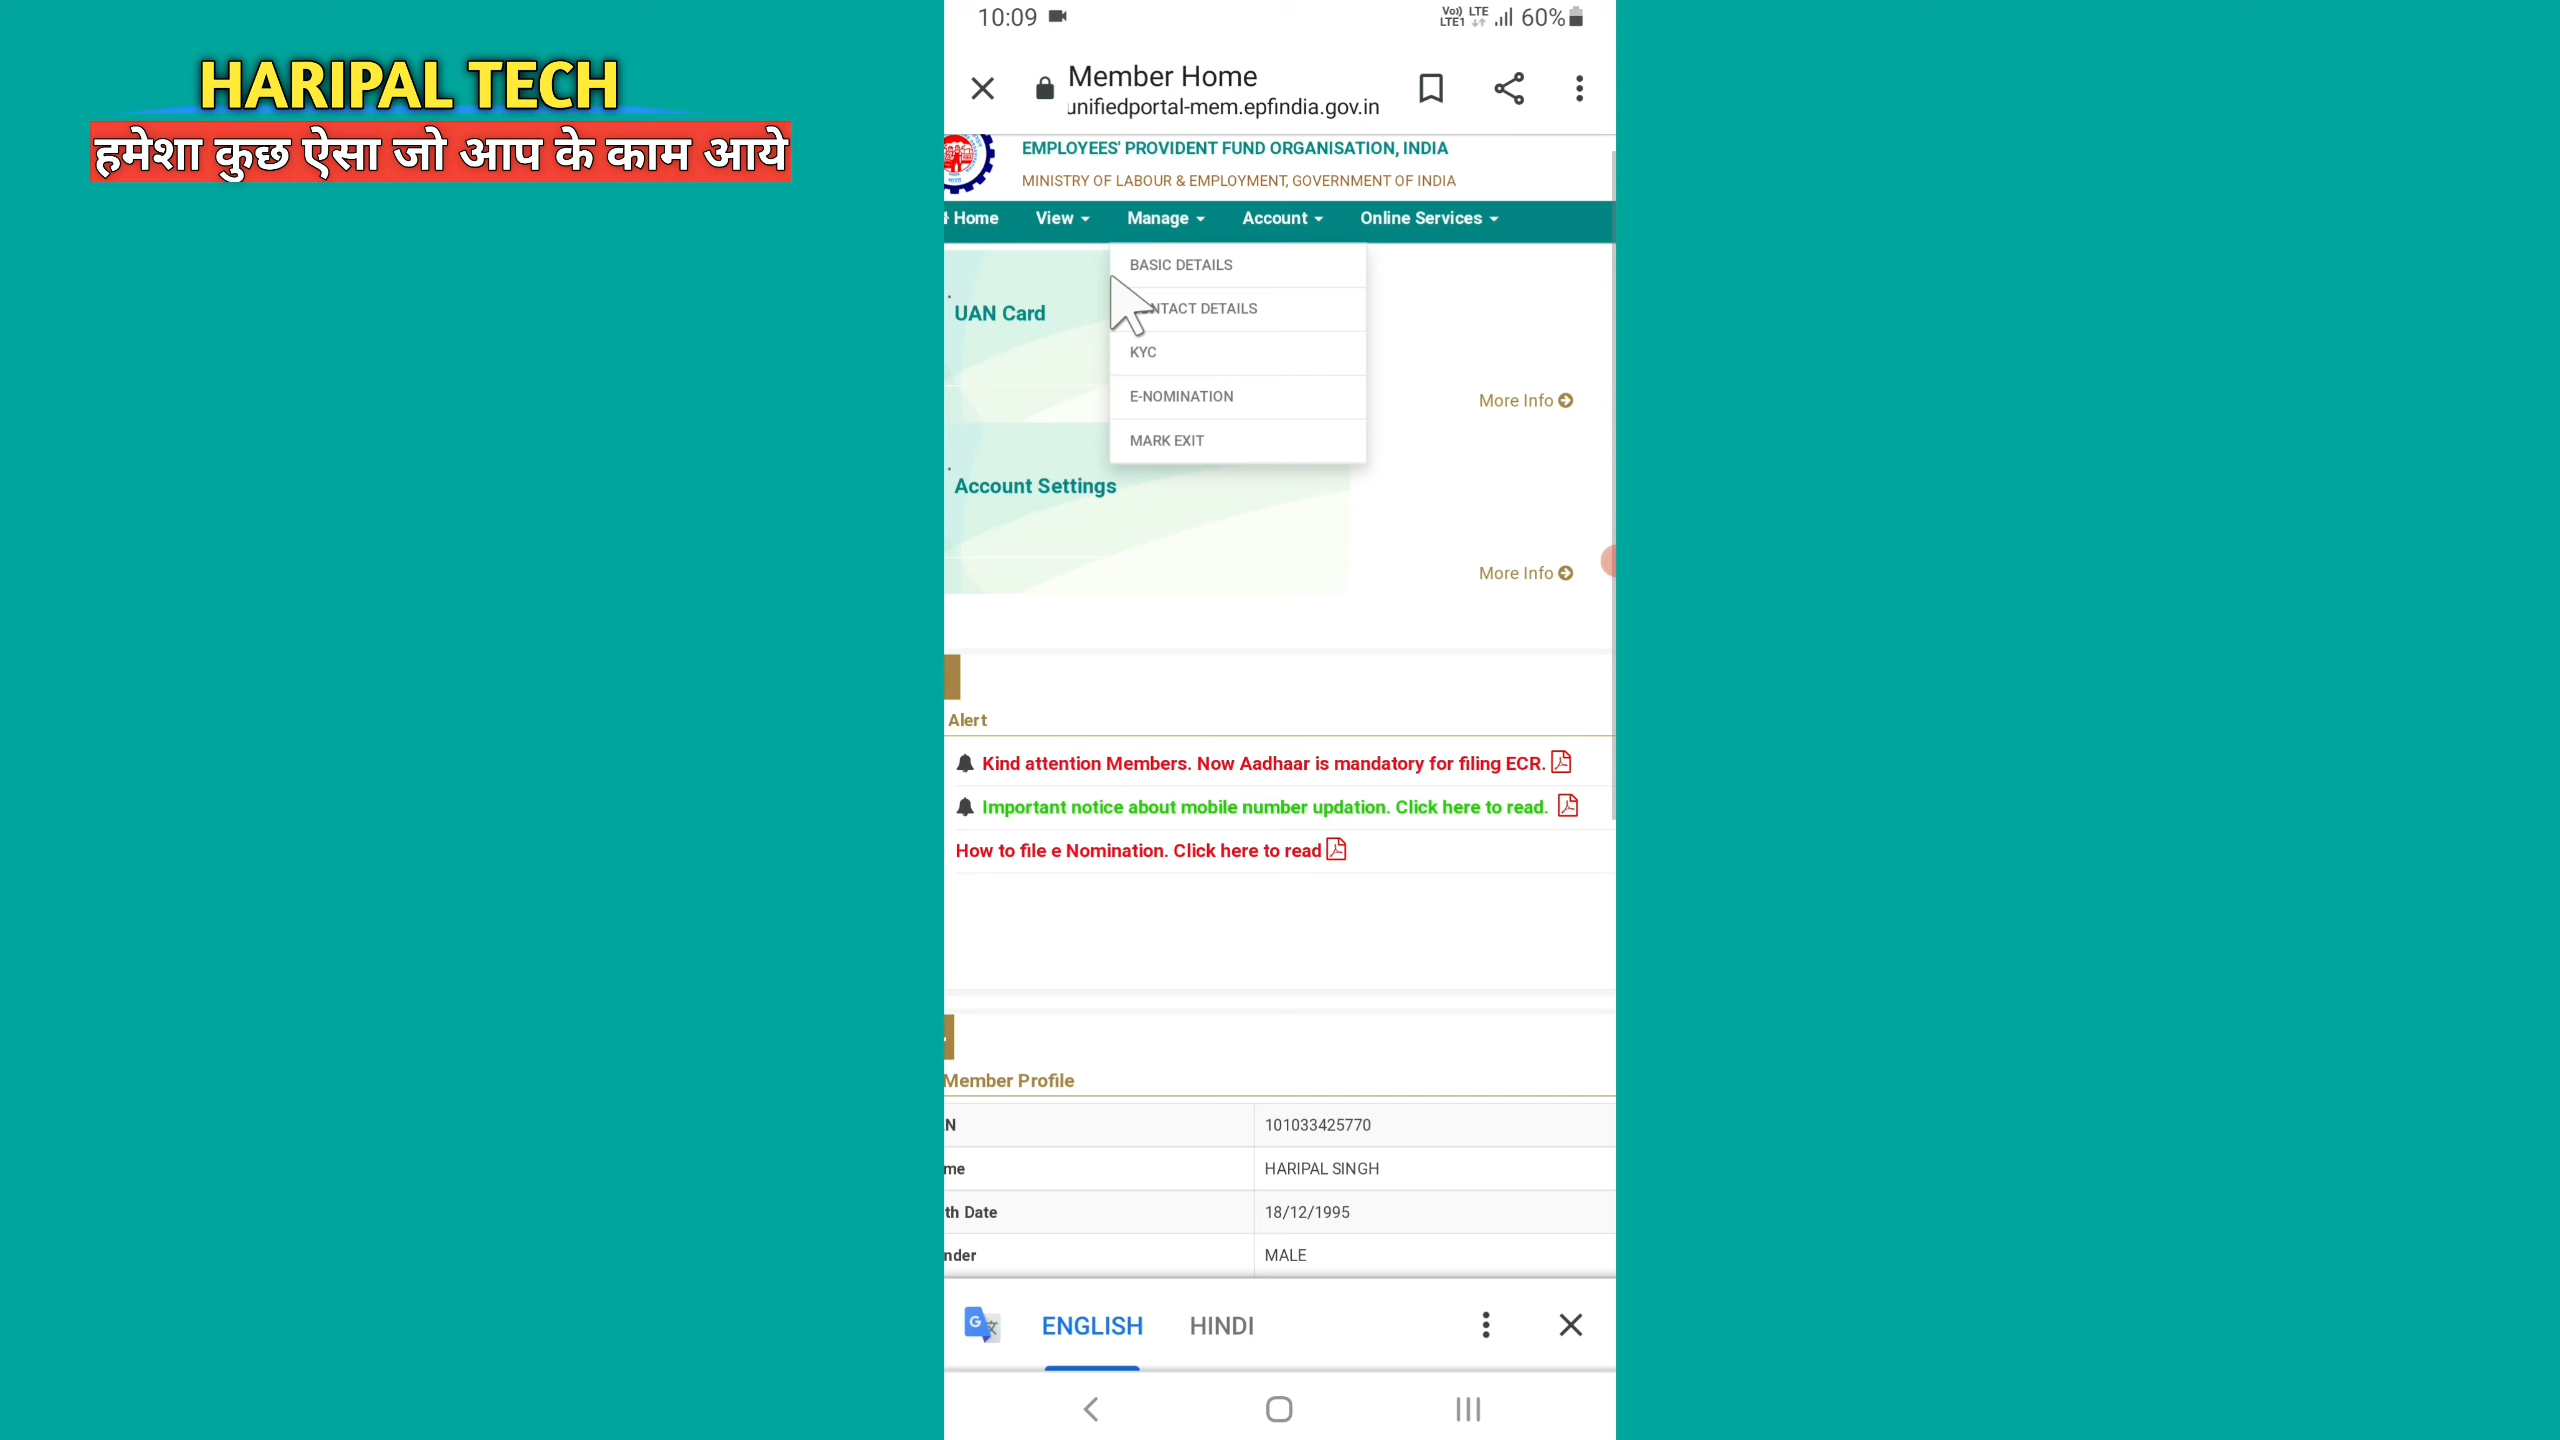 HARIPAL TECH
हमेशा कुछ ऐसा जो आप के काम आये
10:09
Vo)) LTE
LTE1
60%
Member Home
unifiedportal-mem.epfindia.gov.in
EMPLOYEES' PROVIDENT FUND ORGANISATION, INDIA
MINISTRY OF LABOUR & EMPLOYMENT, GOVERNMENT OF INDIA
Home View Manage Account Online Services
BASIC DETAILS
NTACT DETAILS
UAN Card
KYC
E-NOMINATION
More Info
MARK EXIT
Account Settings
More Info
Alert
Kind attention Members. Now Aadhaar is mandatory for filing ECR.
Important notice about mobile number updation. Click here to read.
How to file e Nomination. Click here to read
Member Profile
N 101033425770
me HARIPAL SINGH
th Date 18/12/1995
nder MALE
ENGLISH HINDI